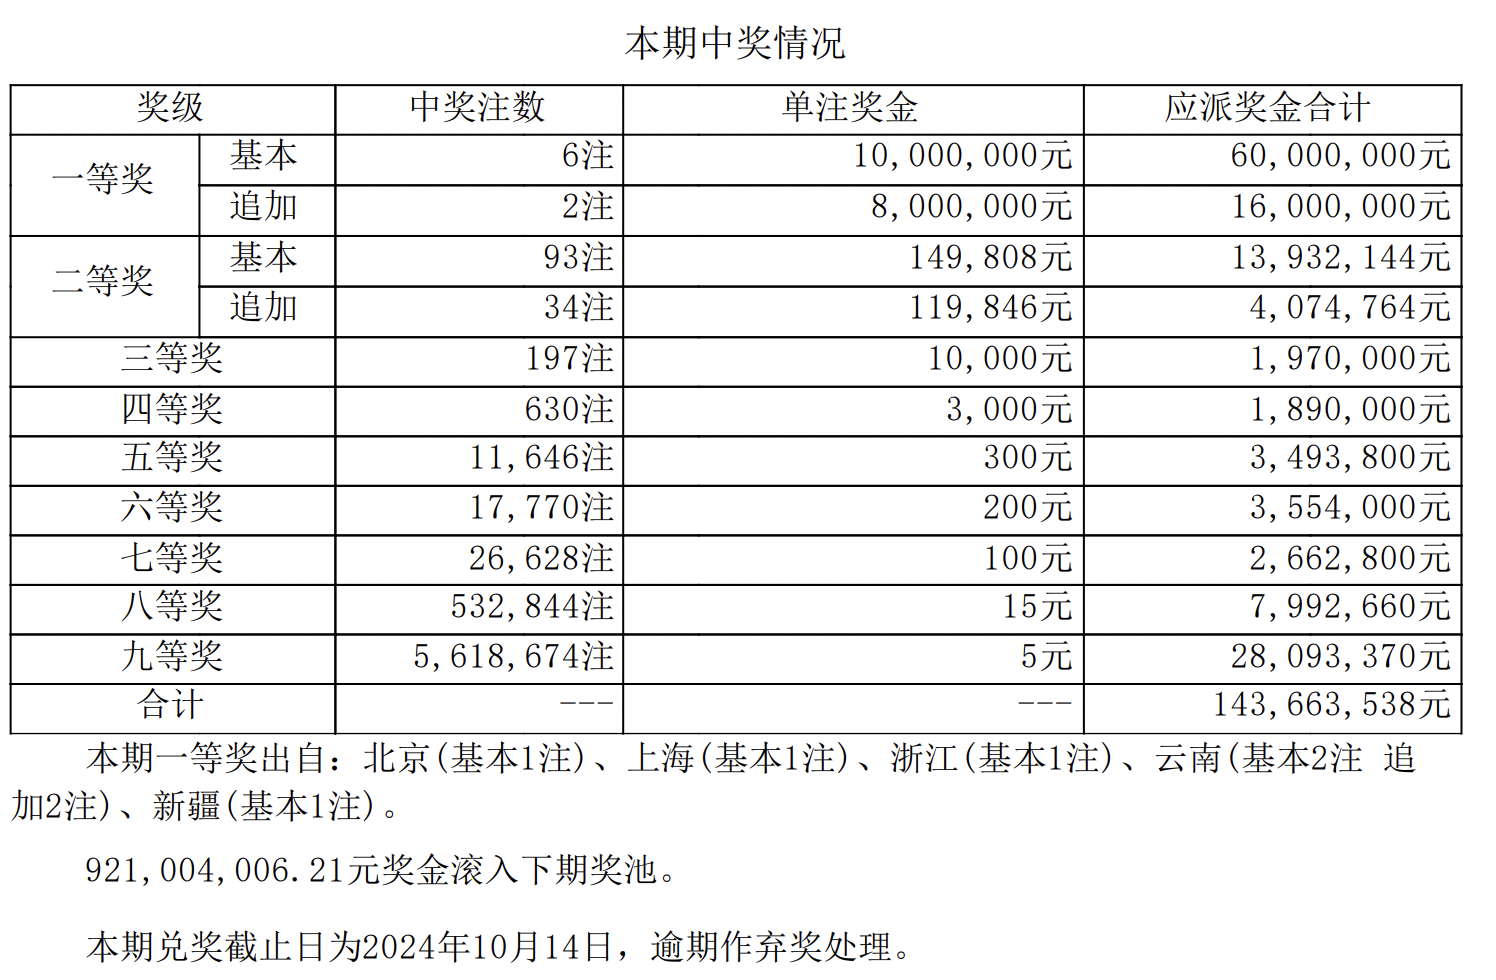 本期中奖情况
奖级 中奖注数 单注奖金 应派奖金合计
一等奖 基本 6注 10,000,000元 60,000,000元
追加 2注 8,000,000元 16,000,000元
二等奖 基本 93注 149,808元 13,932,144元
追加 34注 119,846元 4,074,764元
三等奖 197注 10,000元 1,970,000元
四等奖 630注 3,000元 1,890,000元
五等奖 11,646注 300元 3,493,800元
六等奖 17,770注 200元 3,554,000元
七等奖 26,628注 100元 2,662,800元
八等奖 532,844注 15元 7,992,660元
九等奖 5,618,674注 5元 28,093,370元
合计 --- --- 143,663,538元
本期一等奖出自：北京(基本1注)、上海(基本1注)、浙江(基本1注)、云南(基本2注 追
加2注)、新疆(基本1注)。
921,004,006.21元奖金滚入下期奖池。
本期兑奖截止日为2024年10月14日，逾期作弃奖处理。